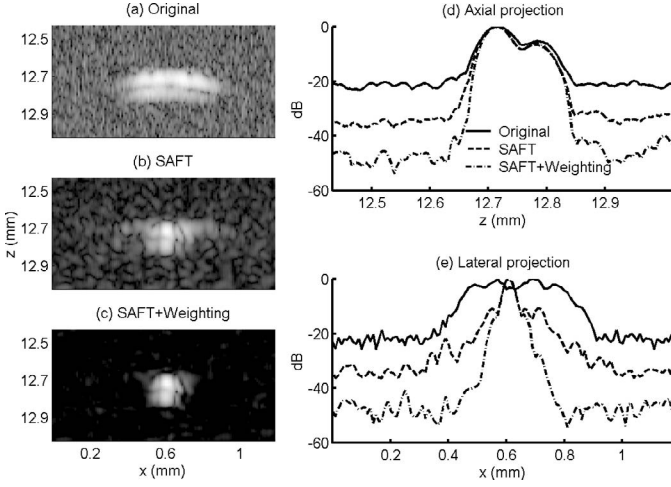 (a) Original
12.5
12.7
12.9
(b) SAFT
12.5
12.7
12.9
z (mm)
(c) SAFT+Weighting
12.5
12.7
12.9
0.2
0.6
1
x (mm)
(d) Axial projection
0
-20
-40
-60
dB
Original
SAFT
SAFT+Weighting
12.5
12.6
12.7
12.8
12.9
z (mm)
(e) Lateral projection
0
-20
-40
-60
dB
0.2
0.4
0.6
0.8
1
x (mm)